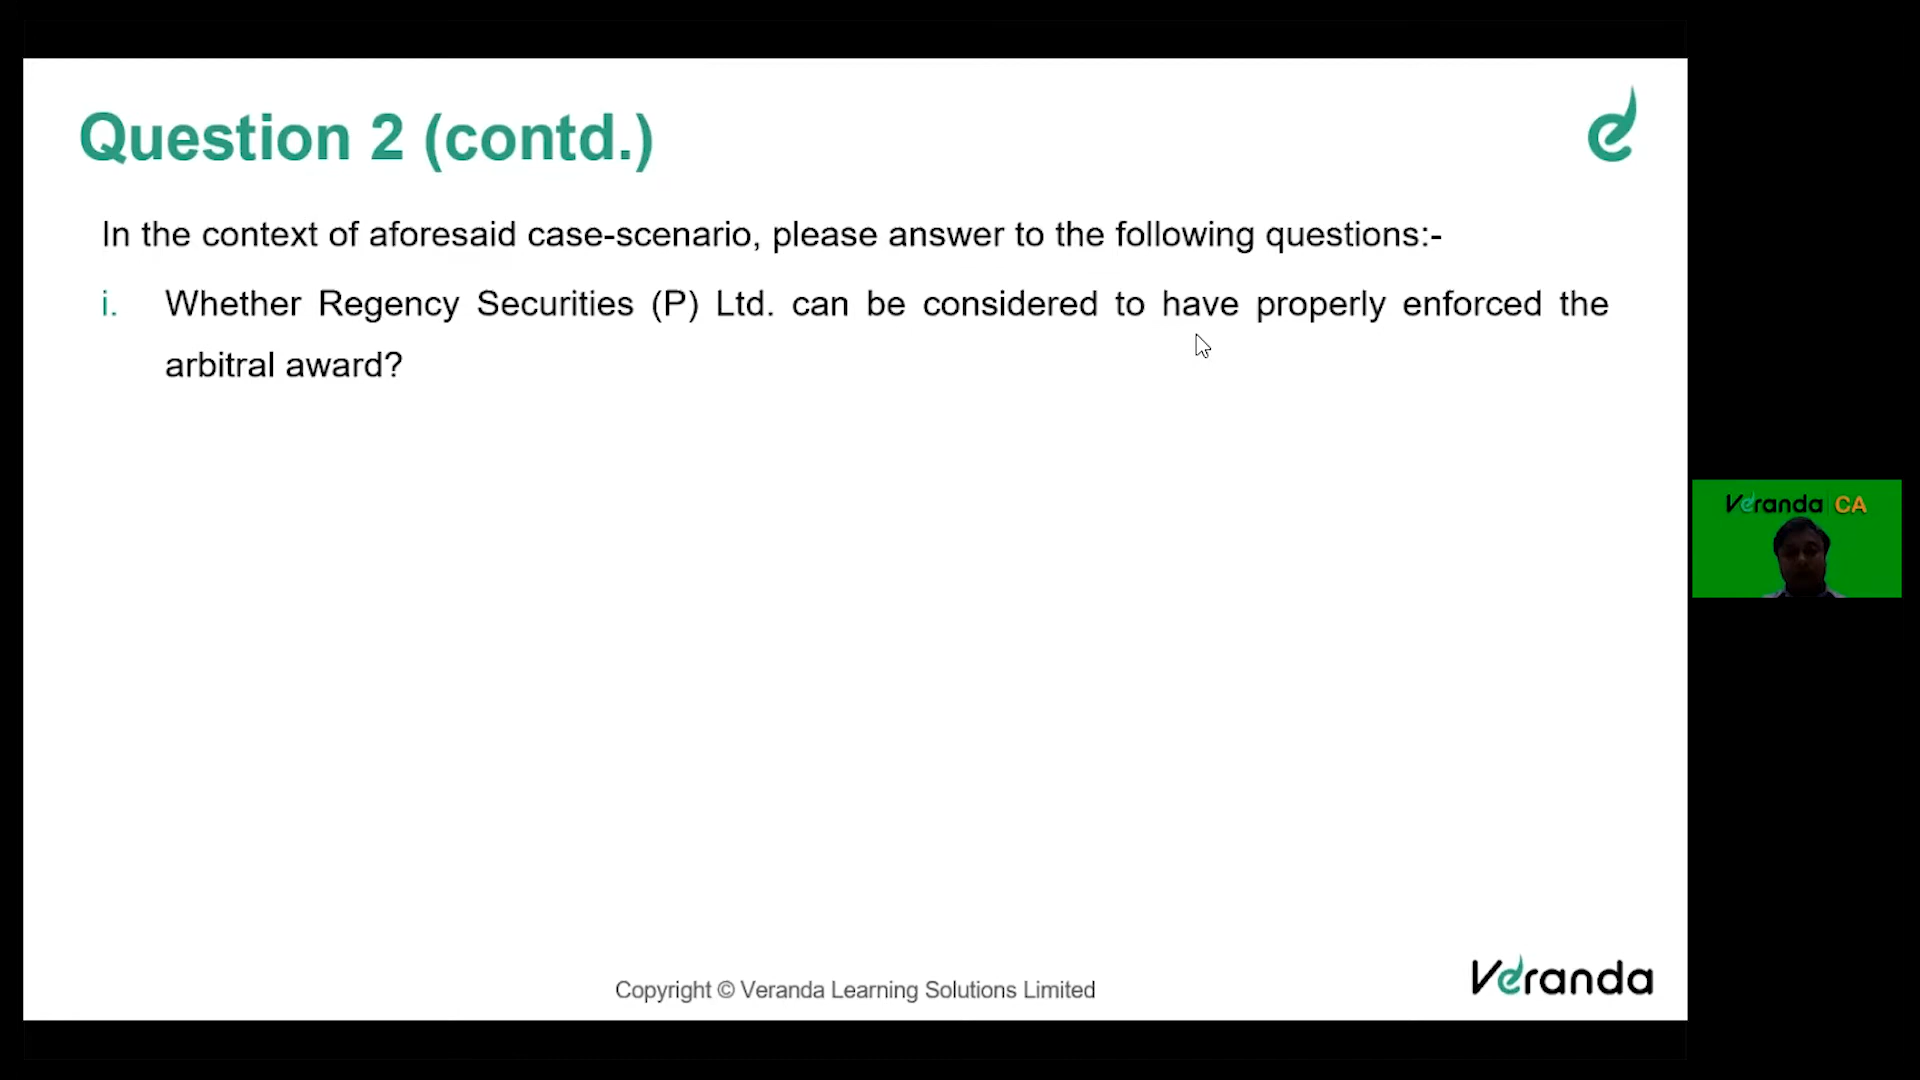 Question 2 (contd.)
In the context of aforesaid case-scenario, please answer to the following questions:-
i. Whether Regency Securities (P) Ltd. can be considered to have properly enforced the
arbitral award?
Veranda CA
Copyright © Veranda Learning Solutions Limited
Veranda